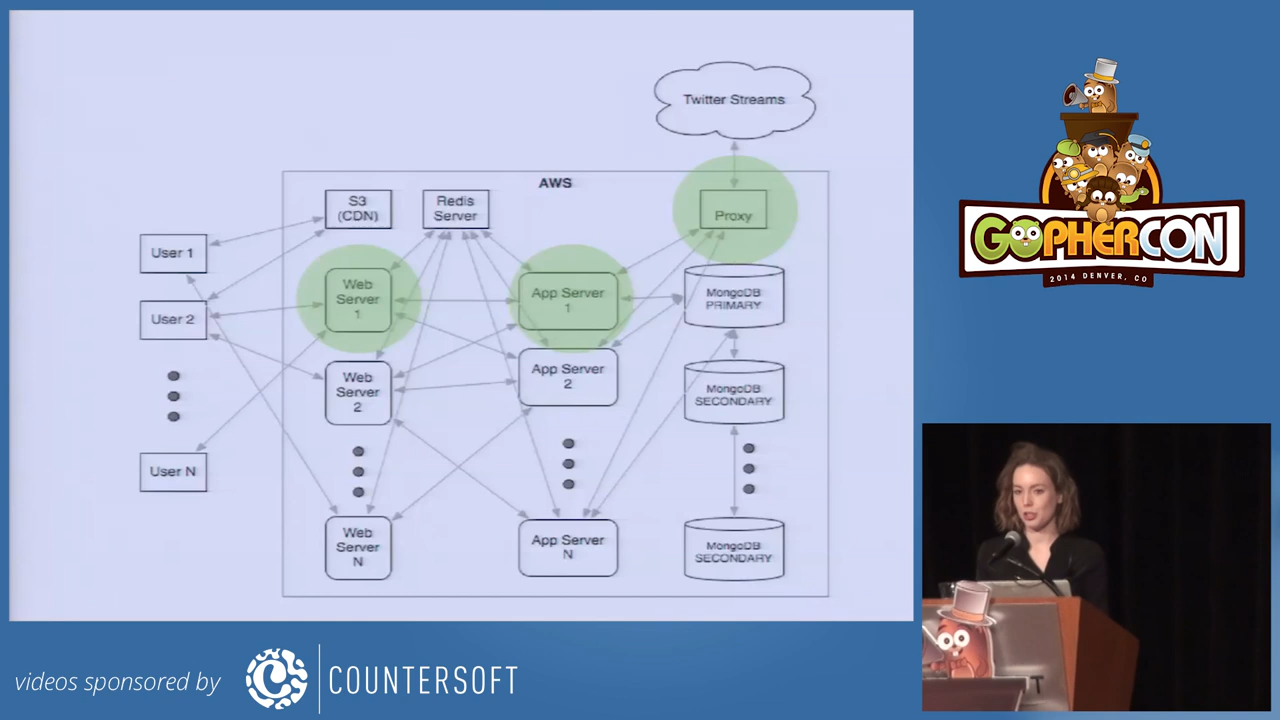 Twitter Streams
AWS
S3
(CDN)
Redis
Server
Proxy
User 1
Web
Server
1
App Server
1
MongoDB
PRIMARY
User 2
Web
Server
2
App Server
2
MongoDB
SECONDARY
User N
Web
Server
N
App Server
N
MongoDB
SECONDARY
GOPHERCON
2014 DENVER, CO
T
videos sponsored by
COUNTERSOFT